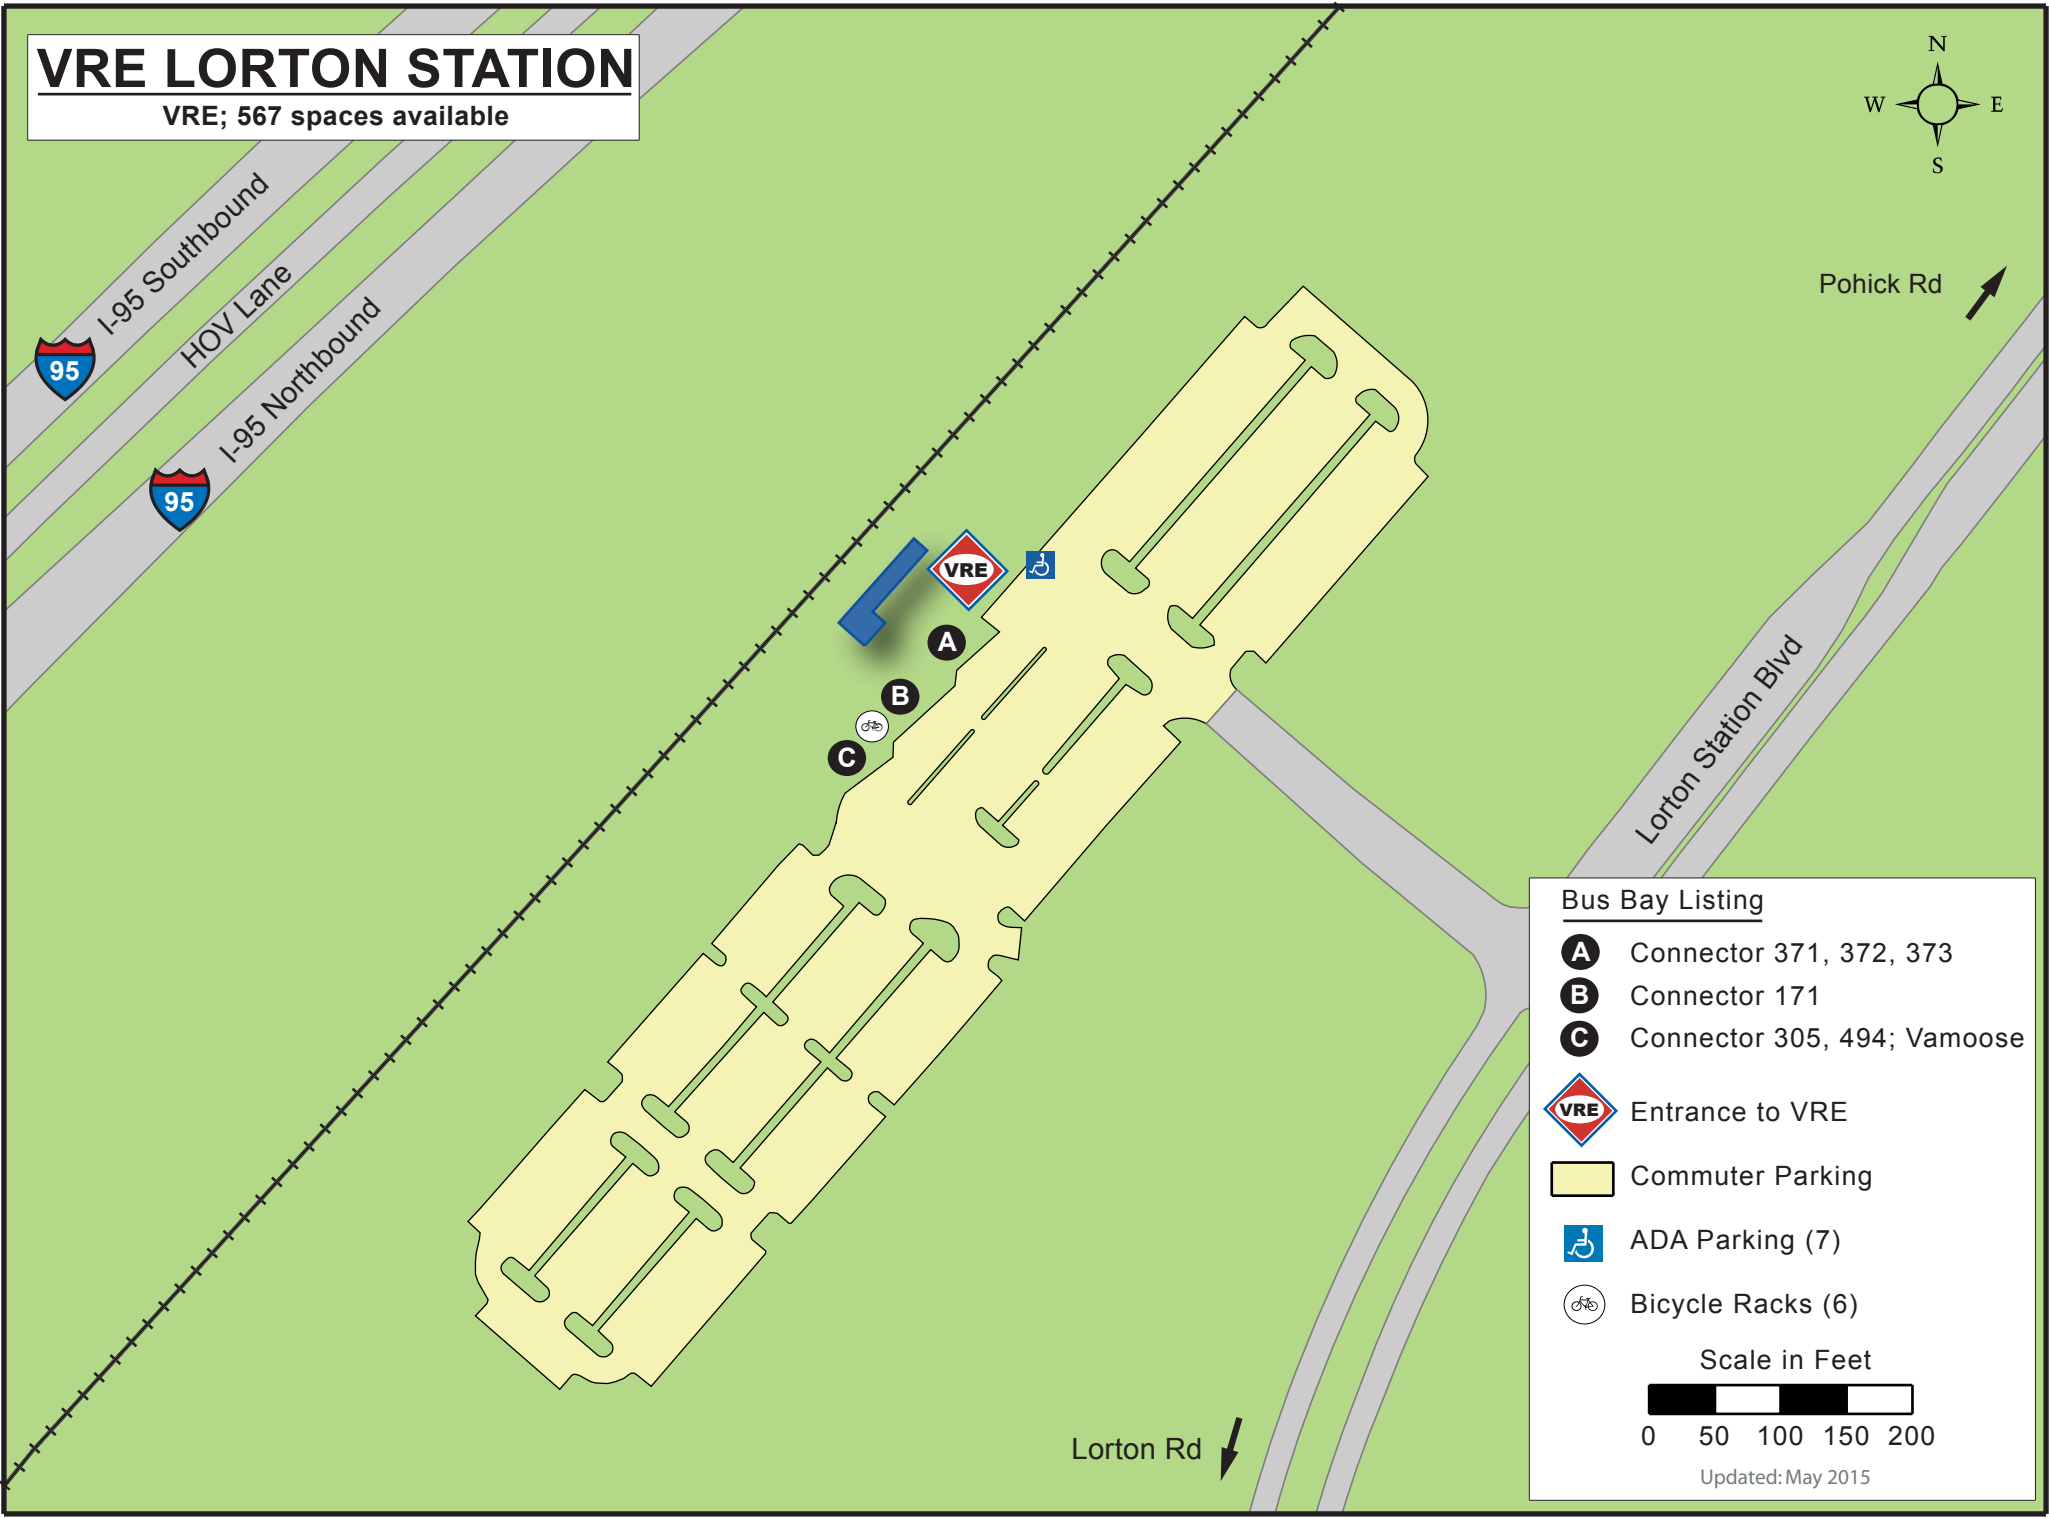 VRE LORTON STATION
VRE; 567 spaces available
N
W E
S
I-95 Southbound
HOV Lane
I-95 Northbound
95
95
Pohick Rd
VRE
A
B
C
Lorton Station Blvd
Lorton Rd
Bus Bay Listing
A Connector 371, 372, 373
B Connector 171
C Connector 305, 494; Vamoose
VRE Entrance to VRE
Commuter Parking
ADA Parking (7)
Bicycle Racks (6)
Scale in Feet
0 50 100 150 200
Updated: May 2015